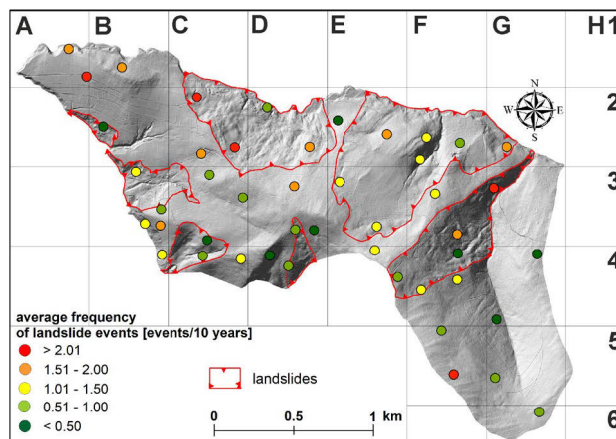 A B C D E F G H1
2
N
W E
S
3
4
5
6
average frequency
of landslide events [events/10 years]
> 2.01
1.51 - 2.00
1.01 - 1.50
0.51 - 1.00
< 0.50
landslides
0 0.5 1 km